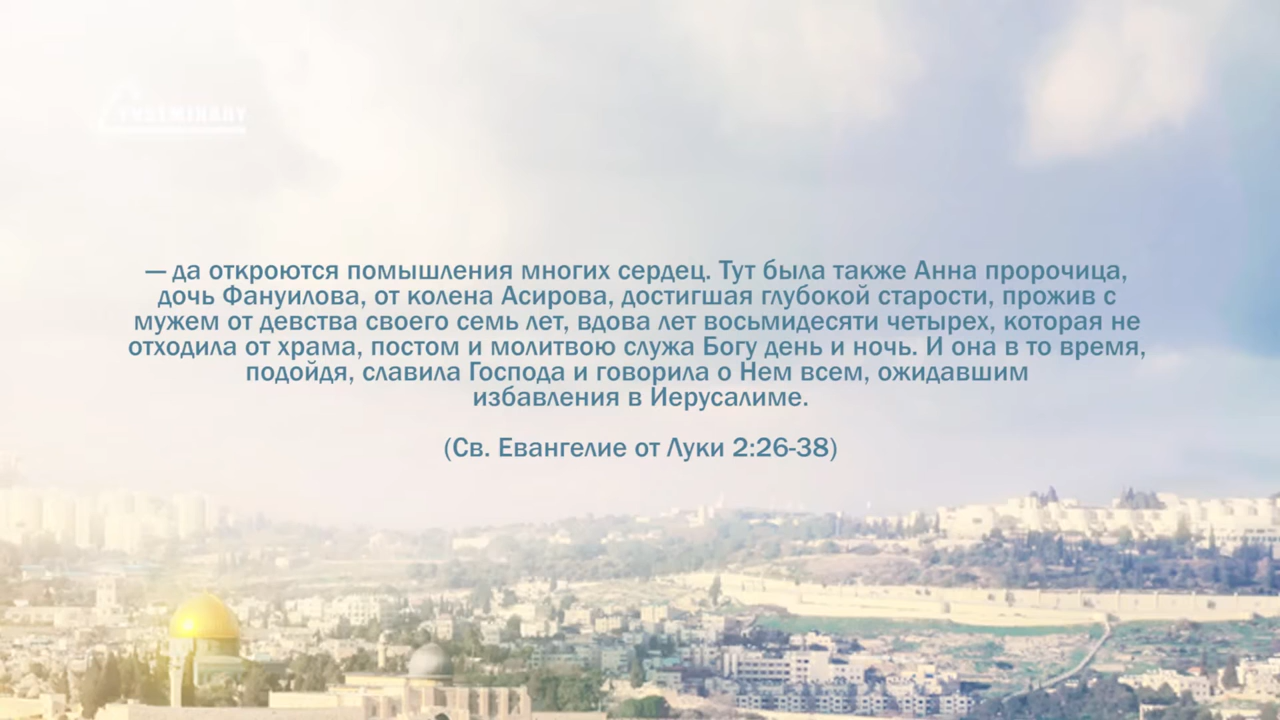 — да откроются помышления многих сердец. Тут была также Анна пророчица,
дочь Фануилова, от колена Асирова, достигшая глубокой старости, прожив с
мужем от девства своего семь лет, вдова лет восьмидесяти четырех, которая не
отходила от храма, постом и молитвою служа Богу день и ночь. И она в то время,
подойдя, славила Господа и говорила о Нем всем, ожидавшим
избавления в Иерусалиме.
(Св. Евангелие от Луки 2:26-38)